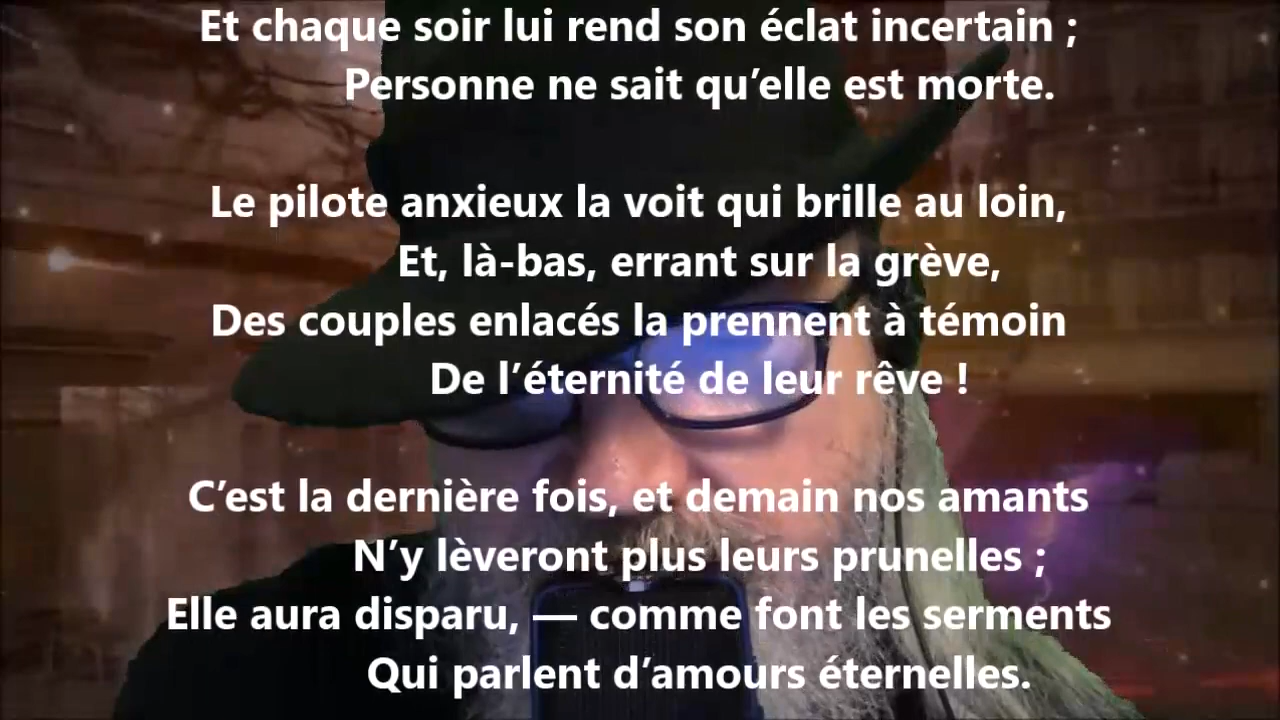 Et chaque soir lui rend son éclat incertain ;
Personne ne sait qu’elle est morte.
Le pilote anxieux la voit qui brille au loin,
Et, là-bas, errant sur la grève,
Des couples enlacés la prennent à témoin
De l’éternité de leur rêve !
C’est la dernière fois, et demain nos amants
N’y lèveront plus leurs prunelles ;
Elle aura disparu, — comme font les serments
Qui parlent d’amours éternelles.